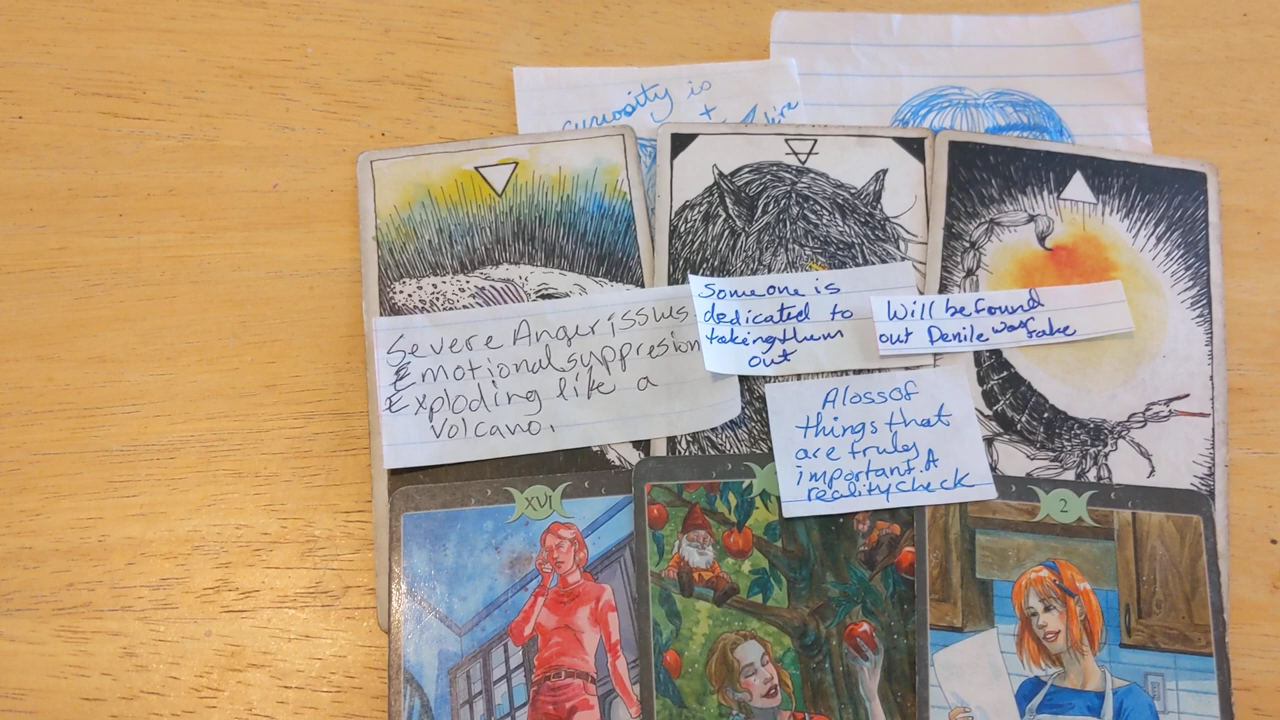 curiosity is
+
Severe Anger issues
Emotional suppresion
Exploding like a
Volcano.
Someone is
dedicated to
taking them
out
Will be found
out Denile was fake
A loss of
things that
are truly
important. A
reality check
XVI
2